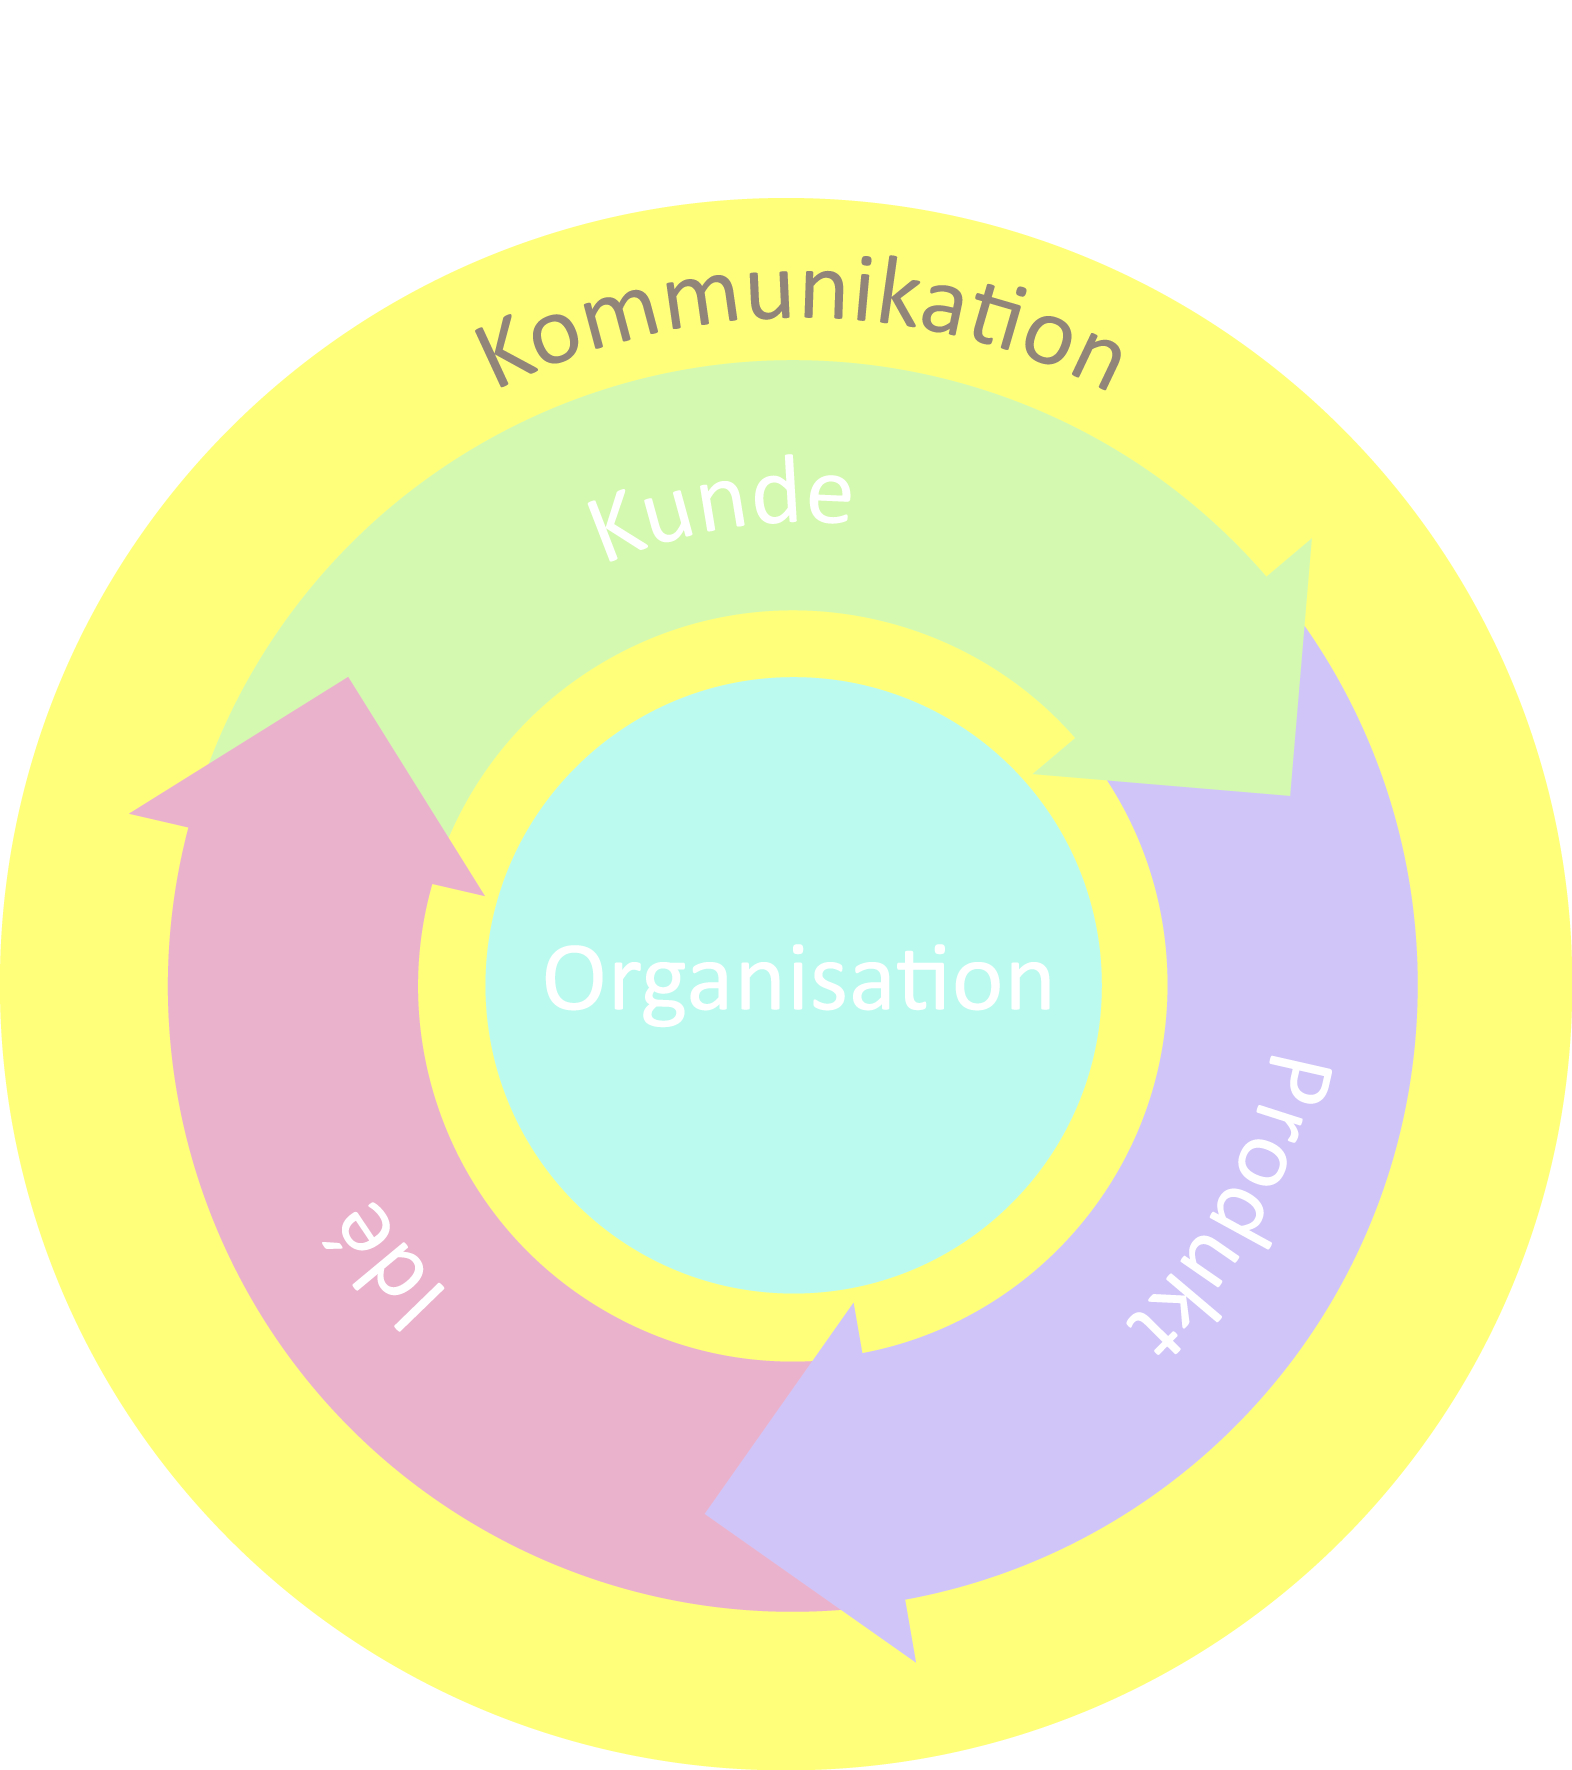 Kommunikation
Kunde
Organisation
Produkt
Idé